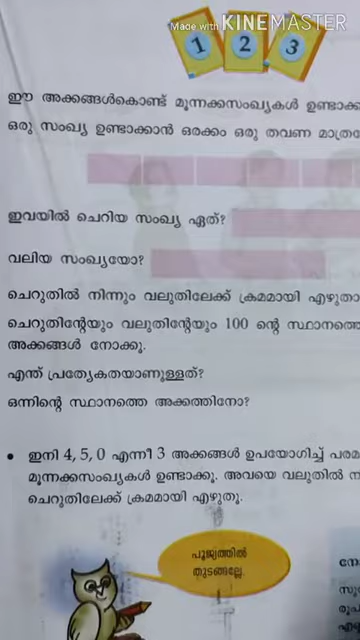 Made with KINEMASTER
1 2 3
ഈ അക്കങ്ങൾകൊണ്ട് മൂന്നക്കസംഖ്യകൾ
ഒരു സംഖ്യ ഉണ്ടാക്കാൻ ഒരക്കം ഒരു തവണ
ഇവയിൽ ചെറിയ സംഖ്യ ഏത്?
വലിയ സംഖ്യയോ?
ചെറുതിൽ നിന്നും വലുതിലേക്ക് ക്രമമായി
ചെറുതിന്റേയും വലുതിന്റേയും 100 ന്റെ
അക്കങ്ങൾ നോക്കൂ.
എന്ത് പ്രത്യേകതയാണുള്ളത്?
ഒന്നിന്റെ സ്ഥാനത്തെ അക്കത്തിനോ?
• ഇനി 4, 5, 0 എന്നീ 3 അക്കങ്ങൾ ഉപയോഗിച്ച്
മൂന്നക്കസംഖ്യകൾ ഉണ്ടാക്കൂ. അവയെ വലുതിൽ
ചെറുതിലേക്ക് ക്രമമായി എഴുതൂ.
പൂജ്യത്തിൽ
തുടങ്ങല്ലേ.